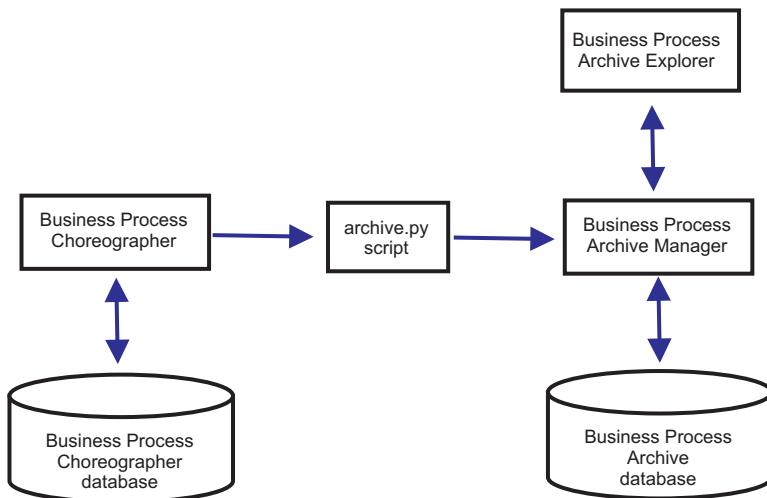 Business Process
Archive Explorer
Business Process
Choreographer
archive.py
script
Business Process
Archive Manager
Business Process
Choreographer
database
Business Process
Archive
database